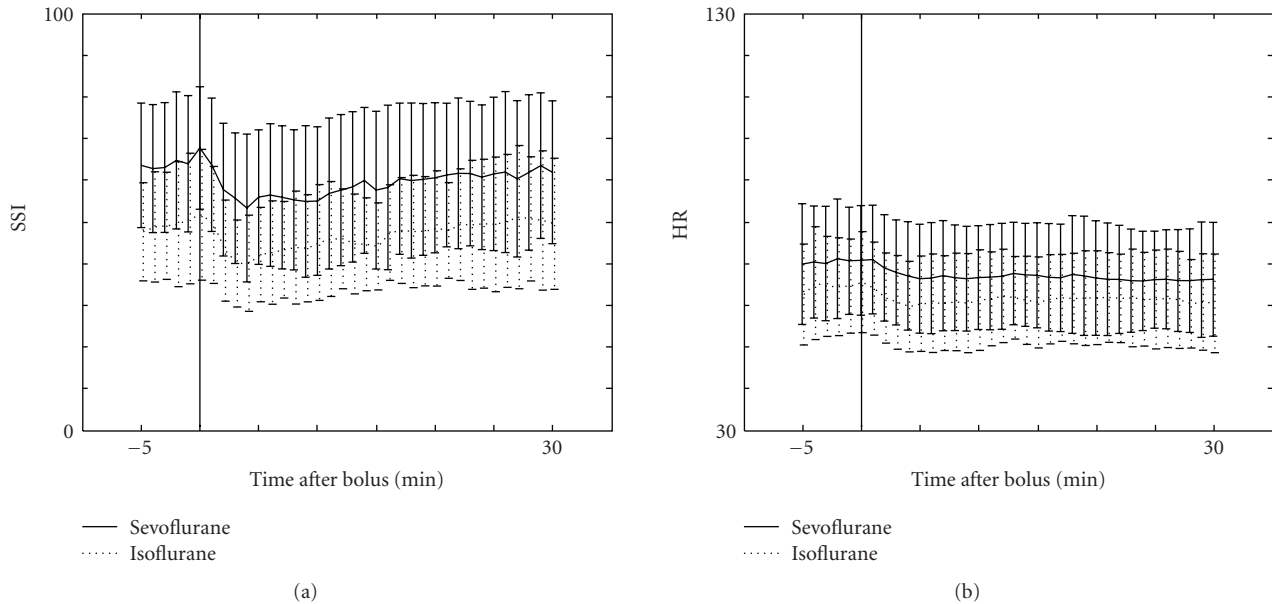 100
SSI
0
−5
30
Time after bolus (min)
Sevoflurane
Isoflurane
(a)
130
HR
30
−5
30
Time after bolus (min)
Sevoflurane
Isoflurane
(b)